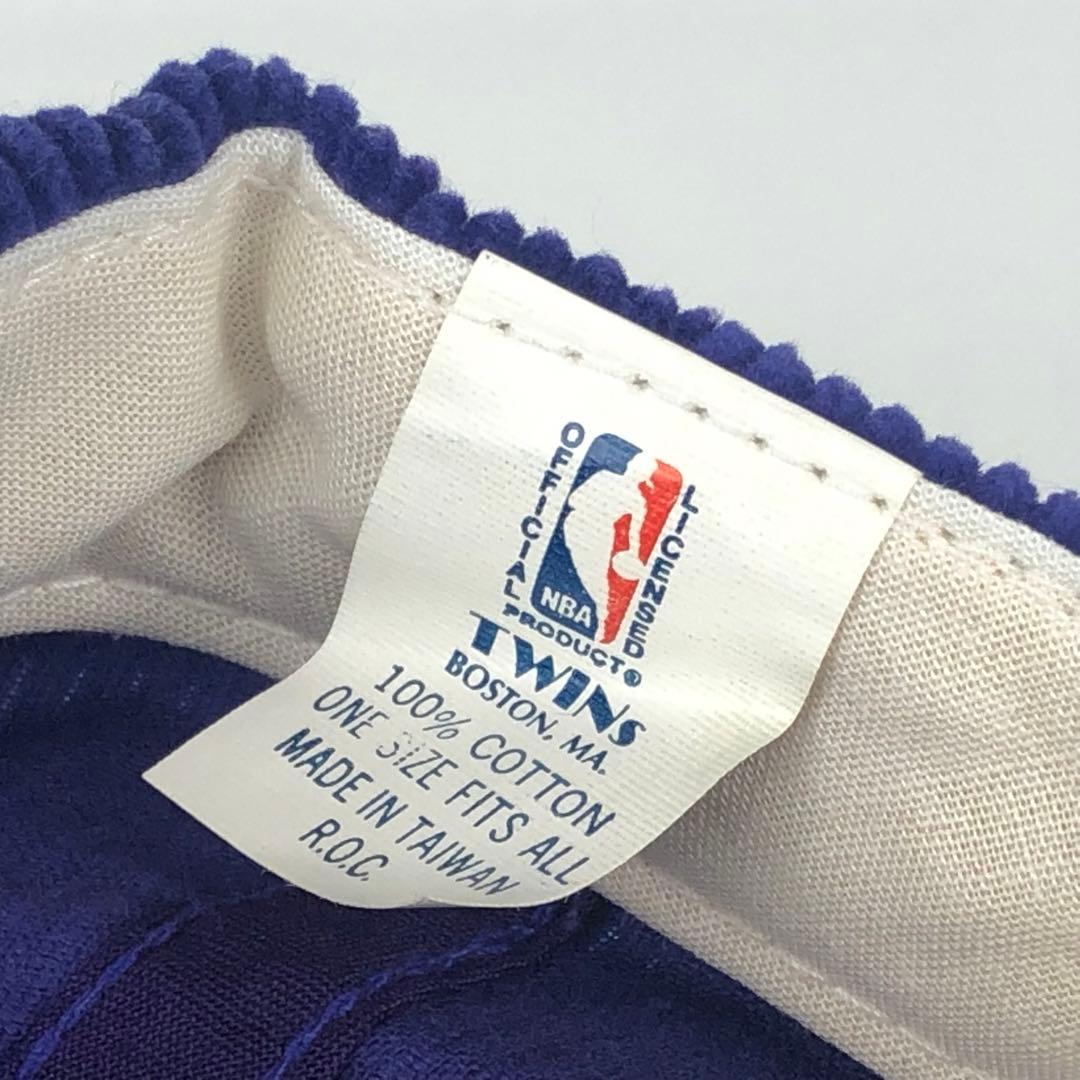 OFFICIAL
LICENSED
NBA
PRODUCT®
TWINS
BOSTON, MA.
100% COTTON
ONE SIZE FITS ALL
MADE IN TAIWAN
R.O.C.